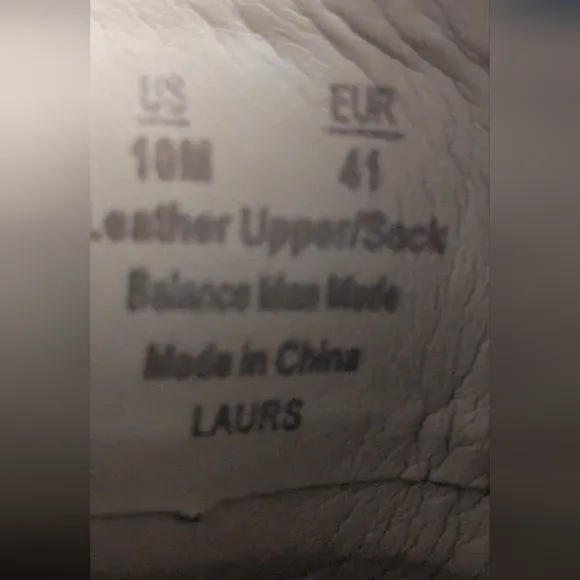 US EUR
10M 41
Leather Upper/Sock
Balance Man Made
Made in China
LAURS